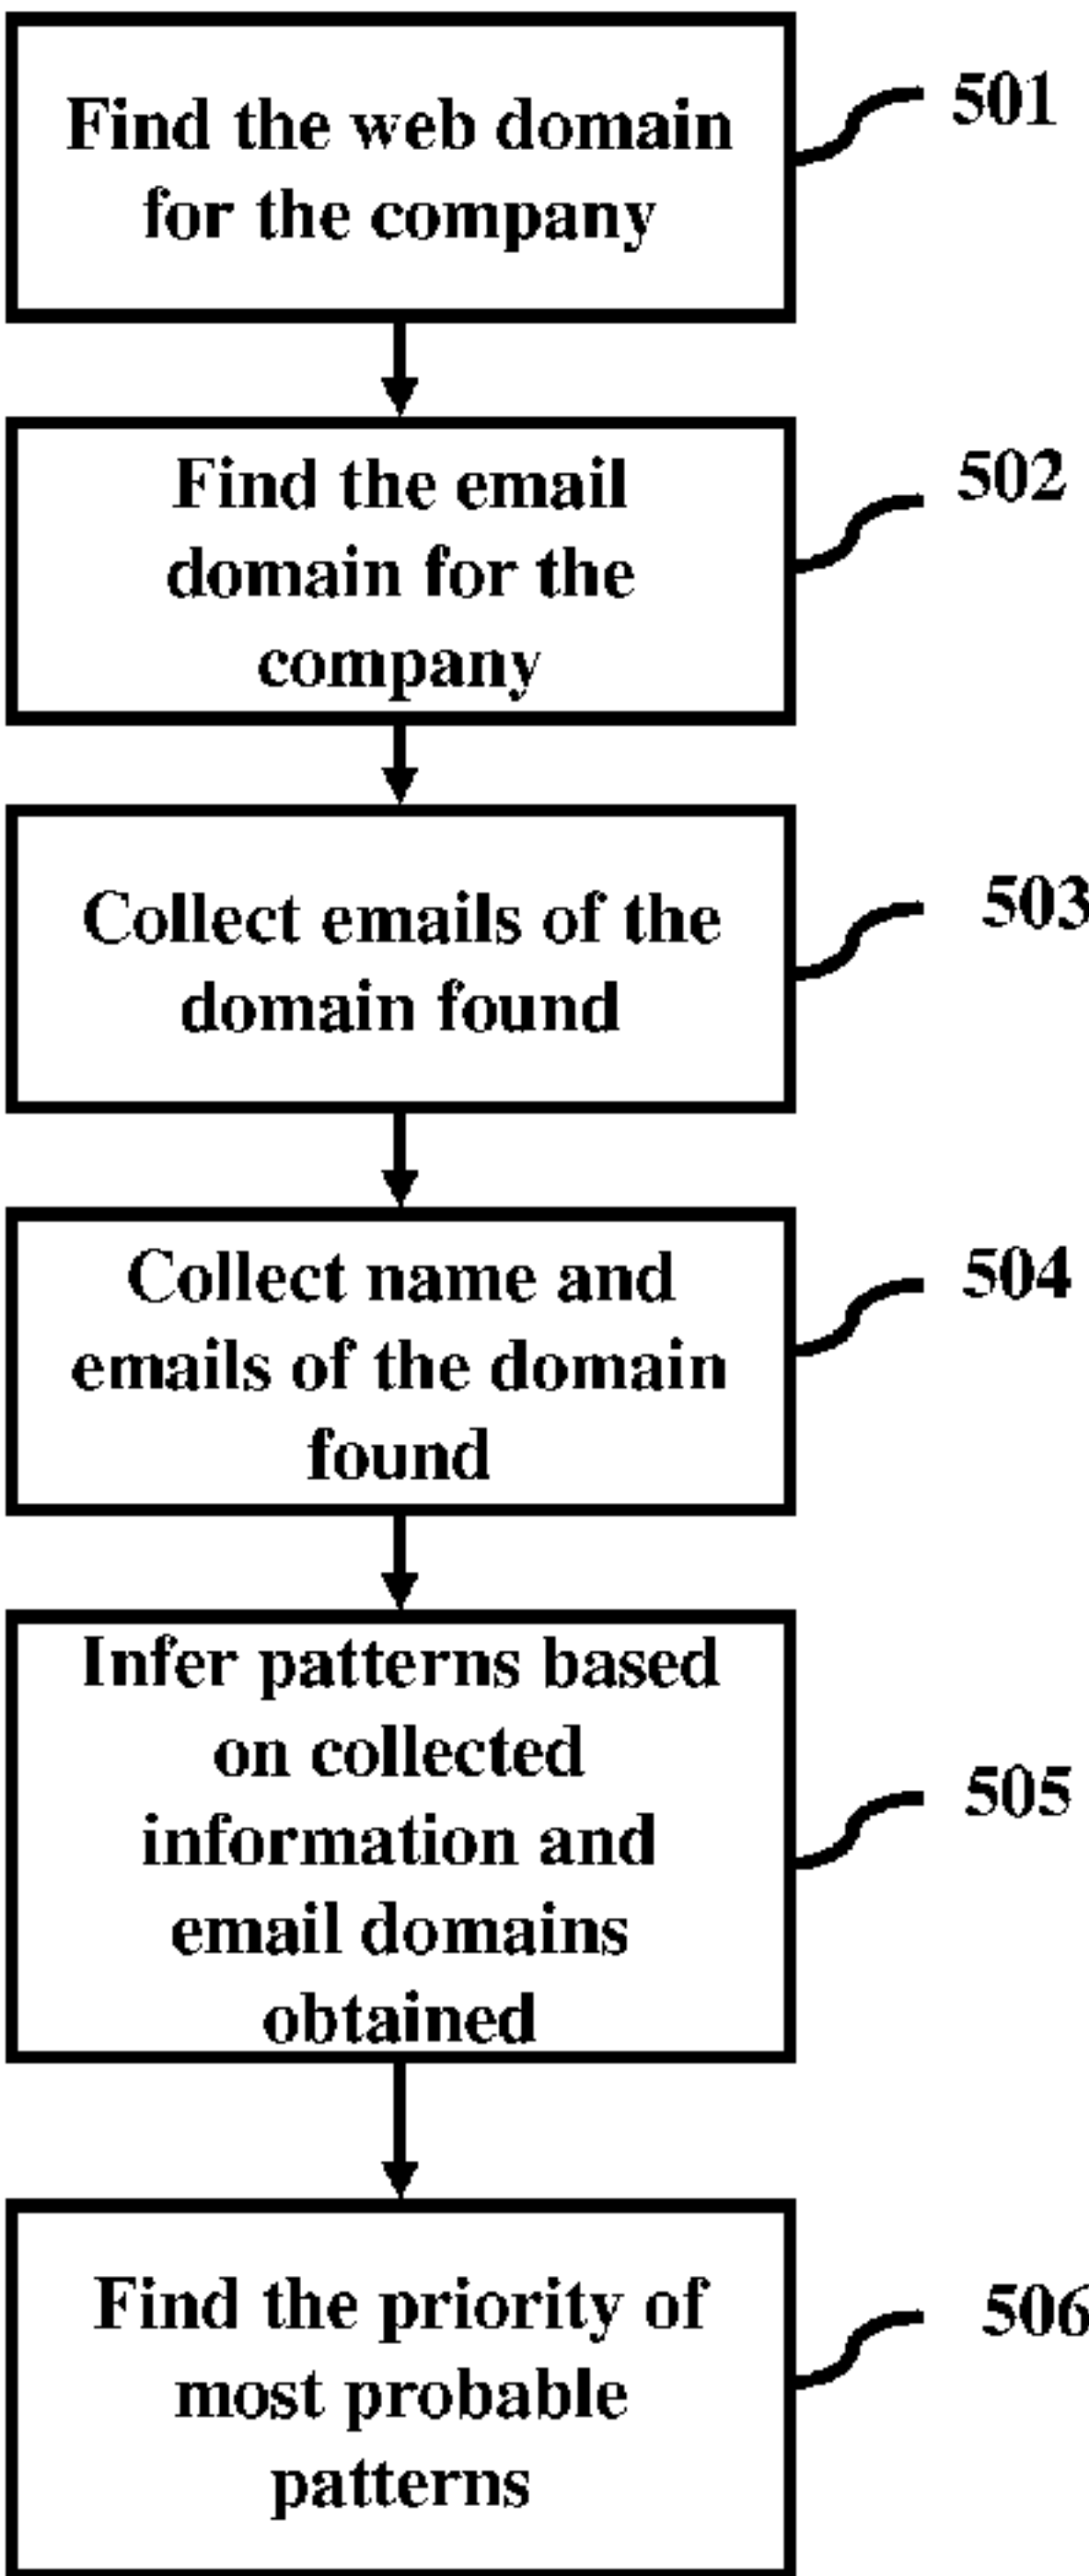 Find the web domain
for the company
501
Find the email
domain for the
company
502
Collect emails of the
domain found
503
Collect name and
emails of the domain
found
504
Infer patterns based
on collected
information and
email domains
obtained
505
Find the priority of
most probable
patterns
506